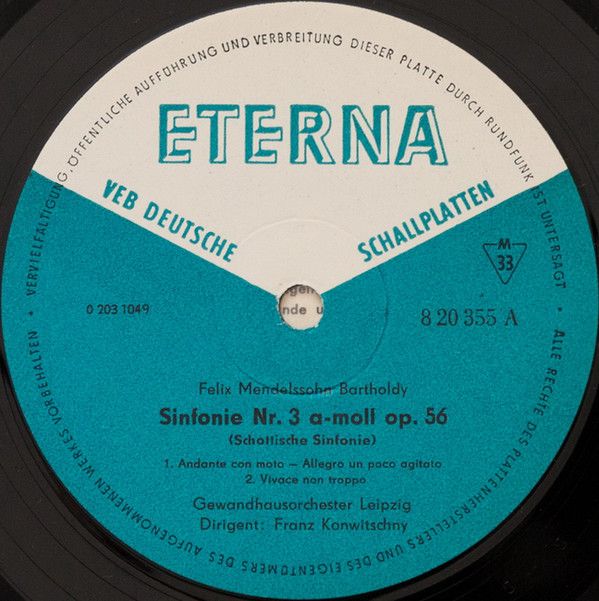 VERVIELFÄLTIGUNG, ÖFFENTLICHE AUFFÜHRUNG UND VERBREITUNG DIESER PLATTE DURCH RUNDFUNK IST UNTERSAGT • ALLE RECHTE DES PLATTENHERSTELLERS UND DES EIGENTÜMERS DES AUFGENOMMENEN WERKES VORBEHALTEN •
ETERNA
VEB DEUTSCHE SCHALLPLATTEN
M
33
0 203 1049
8 20 355 A
nde u
Felix Mendelssohn Bartholdy
Sinfonie Nr. 3 a-moll op. 56
(Schottische Sinfonie)
1. Andante con moto – Allegro un poco agitato
2. Vivace non troppo
Gewandhausorchester Leipzig
Dirigent: Franz Konwitschny